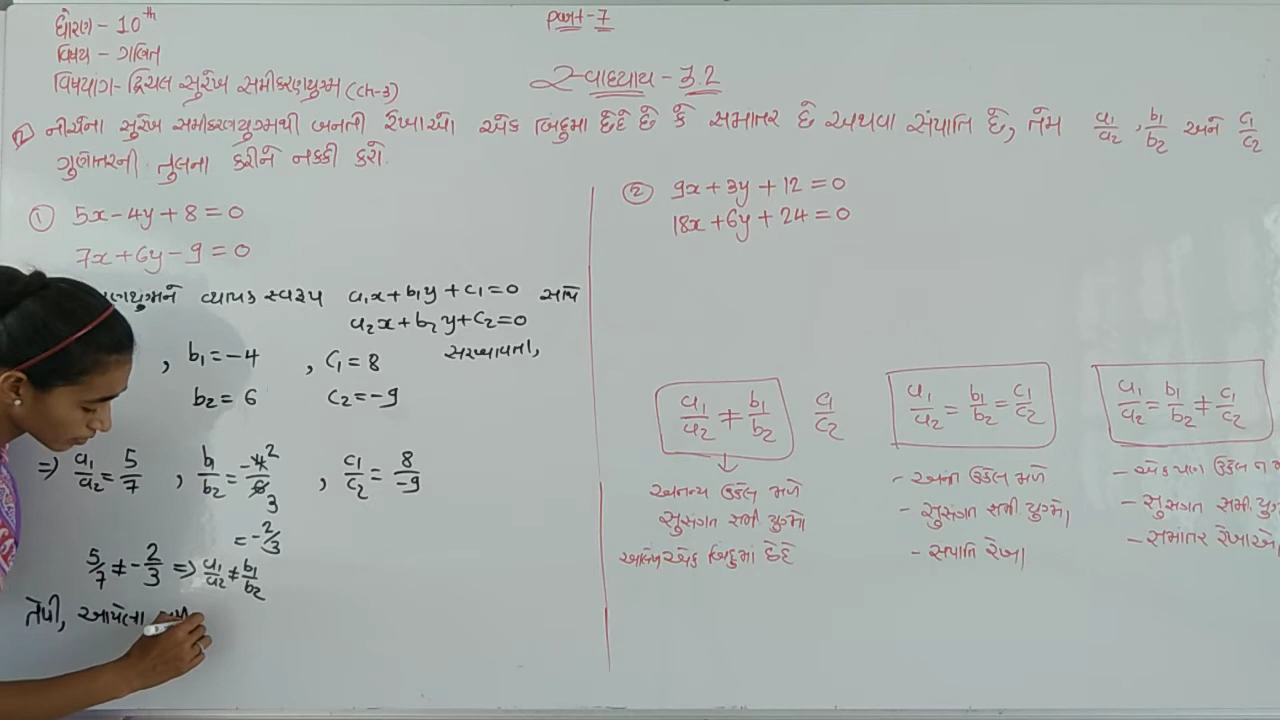 ધોરણ - 10th
વિષય - ગણિત
વિષયાંગ - દ્વિચલ સુરેખ સમીકરણયુગ્મ (ch-3)
part-7
સ્વાધ્યાય - 3.2
2 નીચેના સુરેખ સમીકરણયુગ્મથી બનતી રેખાઓ એક બિંદુમા છેદે છે કે સમાંતર છે અથવા સંપાતિ છે, તેમ a1/a2, b1/b2 અને c1/c2
ગુણોત્તરની તુલના કરીને નક્કી કરો.
① 5x - 4y + 8 = 0
7x + 6y - 9 = 0
વ્યાપક સ્વરૂપ a1x + b1y + c1 = 0 સાથે
a2x + b2y + c2 = 0
સરખાવતા,
, b1 = -4 , c1 = 8
b2 = 6 c2 = -9
⇒ a1/a2 = 5/7 , b1/b2 = -4/6 2 3 , c1/c2 = 8/-9
= -2/3
5/7 ≠ -2/3 ⇒ a1/a2 ≠ b1/b2
તેથી, આપેલા
② 9x + 3y + 12 = 0
18x + 6y + 24 = 0
a1/a2 ≠ b1/b2 c1/c2
અનન્ય ઉકેલ મળે
સુસંગત સમી યુગ્મો
એક બિંદુમાં છેદે
a1/a2 = b1/b2 = c1/c2
- ઉકેલ મળે
- સુસંગત સમી યુગ્મો
- સંપાતિ રેખા
a1/a2 = b1/b2 ≠ c1/c2
- એક પણ ઉકેલ ન
- સુસંગત સમી.
- સમાંતર રેખાઓ